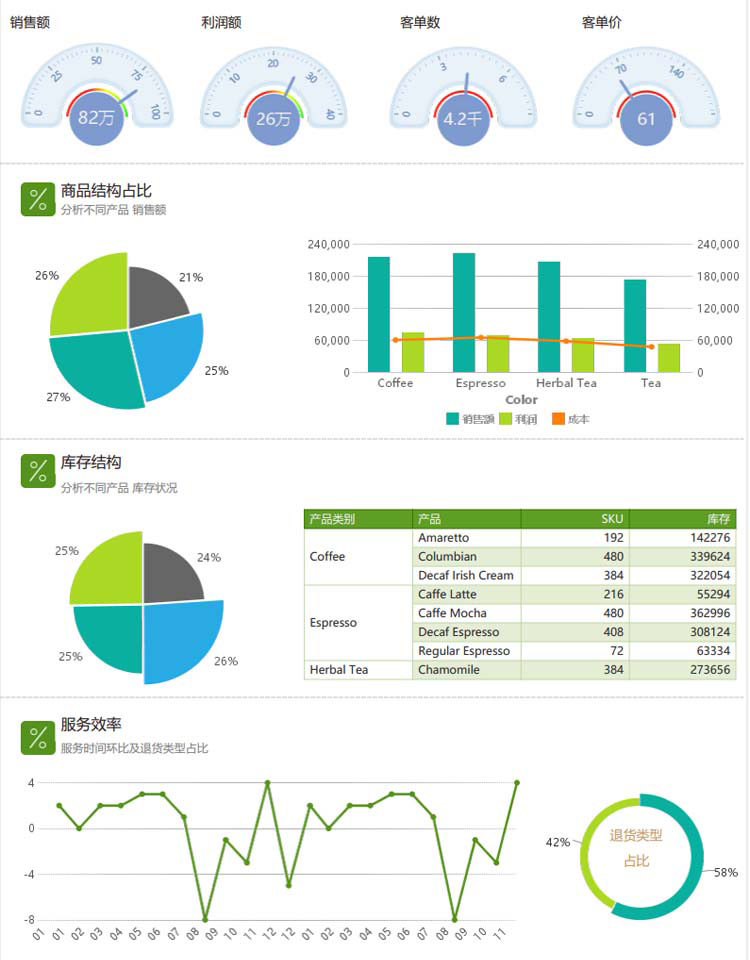 销售额 利润额 客单数 客单价
0 25 50 75 100 0 10 20 30 40 0 3 6 0 70 140
82万 26万 4.2千 61
%
商品结构占比
分析不同产品 销售额
26% 21% 25% 27%
240,000 240,000
180,000 180,000
120,000 120,000
60,000 60,000
0 0
Coffee Espresso Herbal Tea Tea
Color
销售额 利润 成本
%
库存结构
分析不同产品 库存状况
25% 24% 25% 26%
产品类别 产品 SKU 库存
Amaretto 192 142276
Coffee Columbian 480 339624
Decaf Irish Cream 384 322054
Caffe Latte 216 55294
Espresso Caffe Mocha 480 362996
Decaf Espresso 408 308124
Regular Espresso 72 63334
Herbal Tea Chamomile 384 273656
%
服务效率
服务时间环比及退货类型占比
4
0
-4
-8
01 01 02 03 04 05 06 07 08 09 10 11 12 12 01 02 03 04 05 06 07 08 09 10 11
退货类型
占比
42%
58%